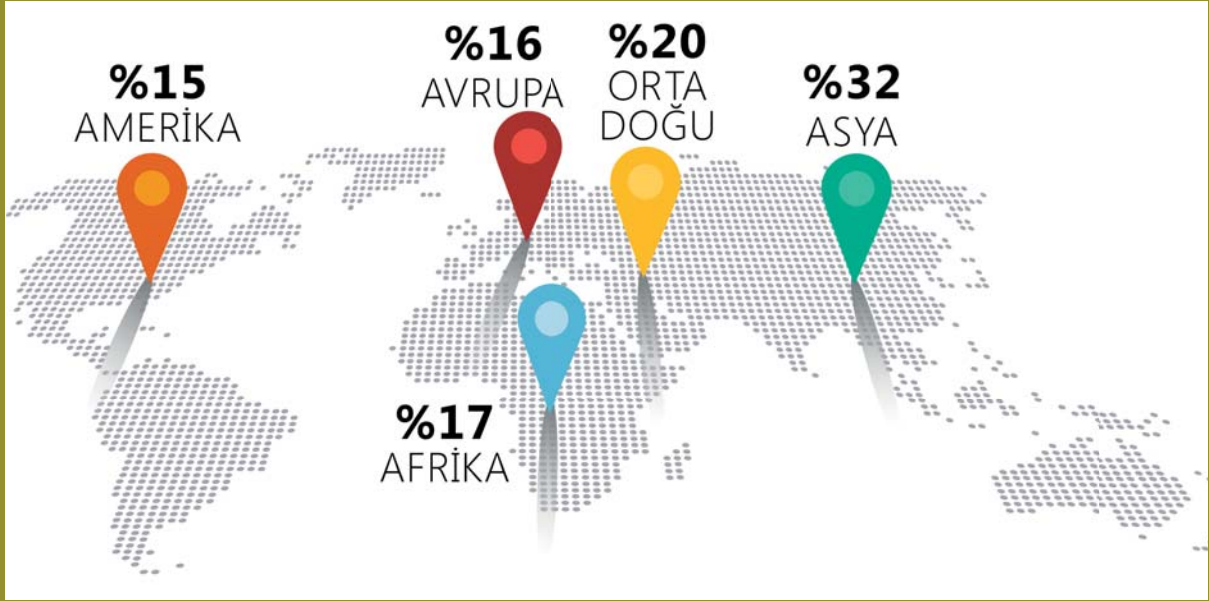 %15
AMERİKA
%16
AVRUPA
%20
ORTA
DOĞU
%32
ASYA
%17
AFRİKA